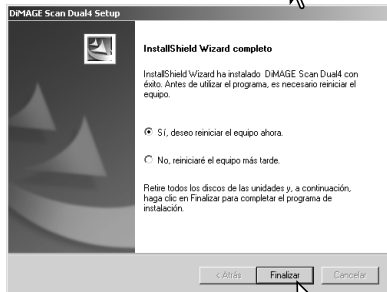 DiMAGE Scan Dual4 Setup
InstallShield Wizard completo
InstallShield Wizard ha instalado DiMAGE Scan Dual4 con
éxito. Antes de utilizar el programa, es necesario reiniciar el
equipo.
Sí, deseo reiniciar el equipo ahora.
No, reiniciaré el equipo más tarde.
Retire todos los discos de las unidades y, a continuación,
haga clic en Finalizar para completar el programa de
instalación.
< Atrás Finalizar Cancelar